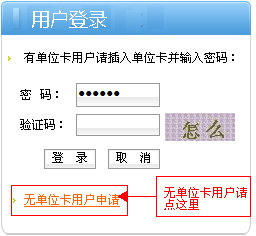 用户登录
有单位卡用户请插入单位卡并输入密码：
密 码： ●●●●●●
验证码： 怎么
登 录 取 消
无单位卡用户申请
无单位卡用户请
点这里